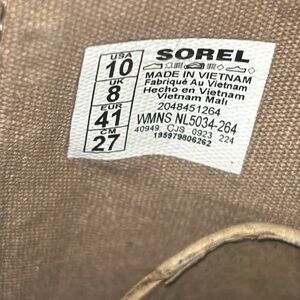 USA
10
UK
8
EUR
41
CM
27
SOREL
MADE IN VIETNAM
Fabriqué Au Vietnam
Hecho en Vietnam
Vietnam Malı
2048451264
WMNS NL5034-264
40949 CJS 0923 224
195979806262